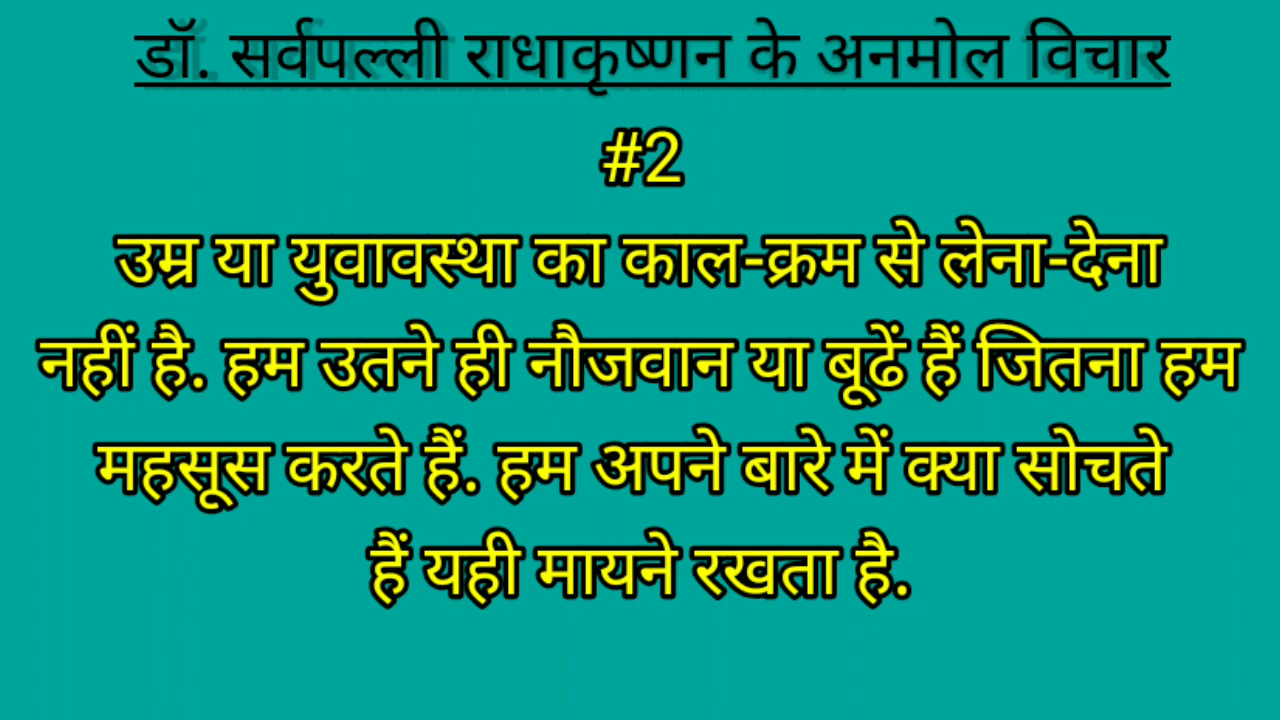 डॉ. सर्वपल्ली राधाकृष्णन के अनमोल विचार
#2
उम्र या युवावस्था का काल-क्रम से लेना-देना
नहीं है. हम उतने ही नौजवान या बूढें हैं जितना हम
महसूस करते हैं. हम अपने बारे में क्या सोचते
हैं यही मायने रखता है.